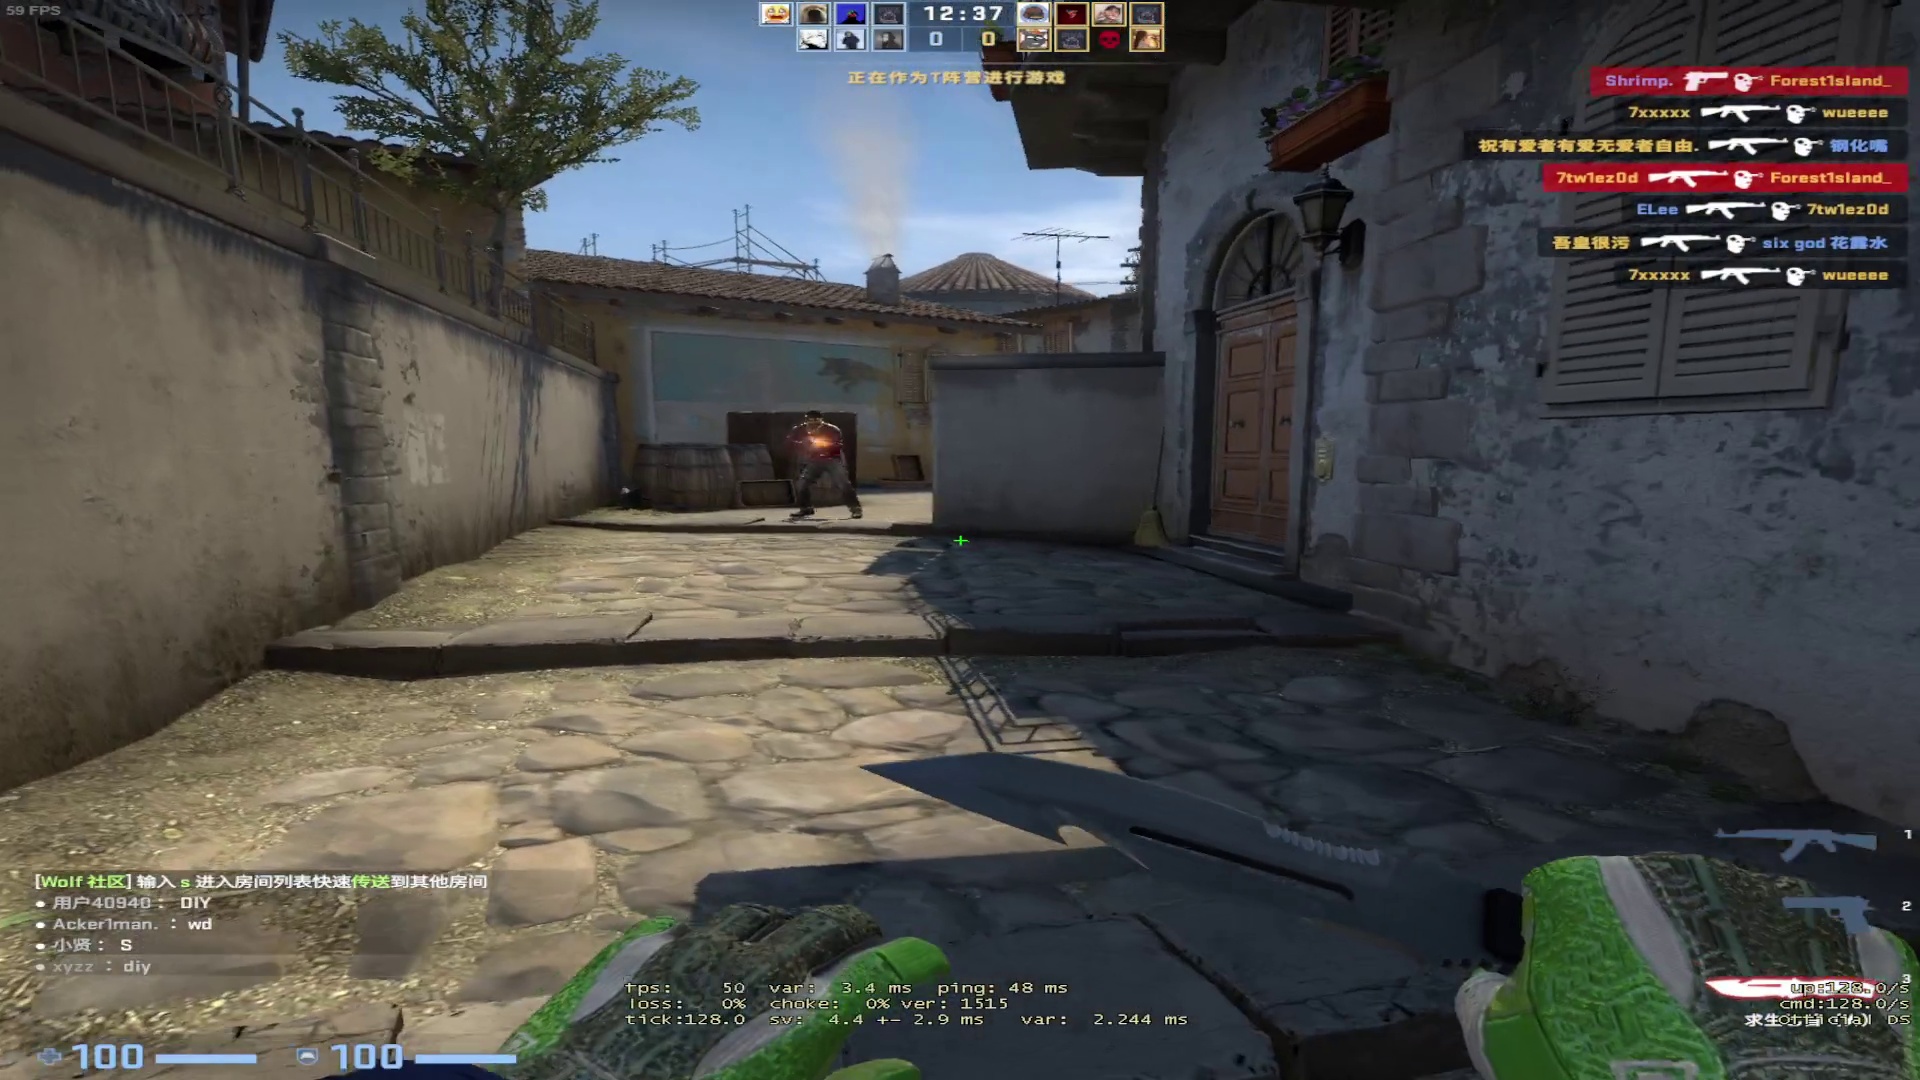 59 FPS
12:37
0 0
正在作为T阵营进行游戏
Shrimp. Forest1sland_
7xxxxx wueeee
祝有爱者有爱无爱者自由. 钢化嘴
7tw1ez0d Forest1sland_
ELee 7tw1ez0d
吾皇很污 six god 花露水
7xxxxx wueeee
1
2
3
[Wolf 社区] 输入 s 进入房间列表快速传送到其他房间
用户40940： DIY
Acker1man. ：wd
小贤： S
xyzz ：diy
fps: 50 var: 3.4 ms ping: 48 ms
loss: 0% choke: 0% ver: 1515
tick:128.0 sv: 4.4 +- 2.9 ms var: 2.244 ms
up:128.0/s
cmd:128.0/s
Official DS
100 100